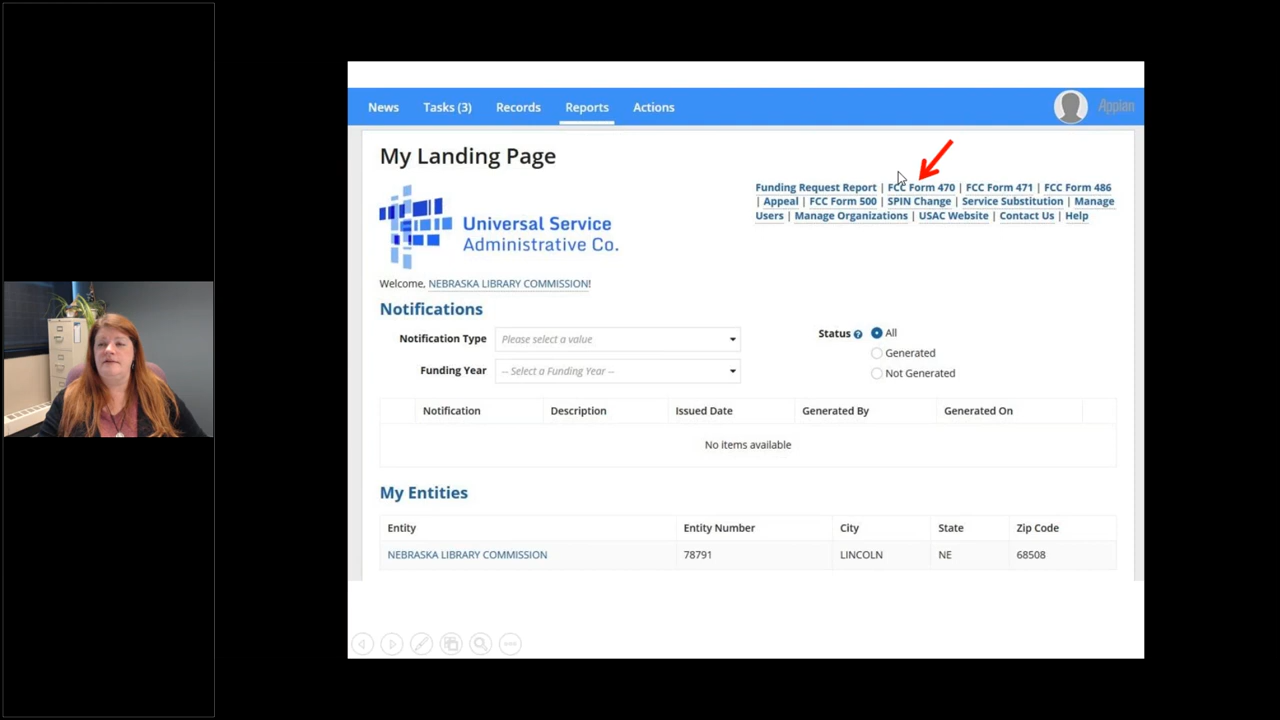 News Tasks (3) Records Reports Actions
Appian
My Landing Page
Funding Request Report | FCC Form 470 | FCC Form 471 | FCC Form 486
| Appeal | FCC Form 500 | SPIN Change | Service Substitution | Manage
Users | Manage Organizations | USAC Website | Contact Us | Help
Universal Service
Administrative Co.
Welcome, NEBRASKA LIBRARY COMMISSION!
Notifications
Notification Type Please select a value
Status ? All
Generated
Funding Year -- Select a Funding Year --
Not Generated
Notification Description Issued Date Generated By Generated On
No items available
My Entities
Entity Entity Number City State Zip Code
NEBRASKA LIBRARY COMMISSION 78791 LINCOLN NE 68508